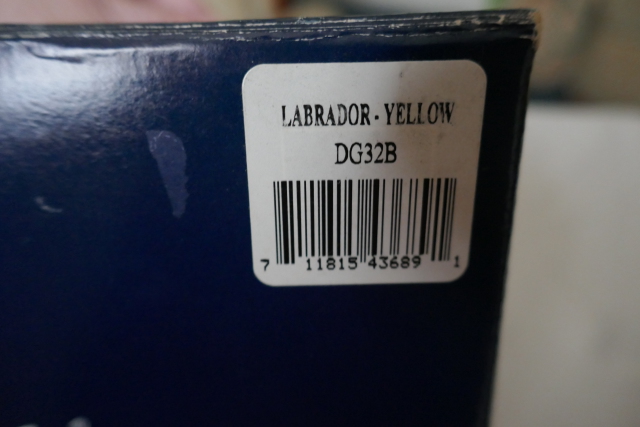 LABRADOR - YELLOW
DG32B
7 11815 43689 1